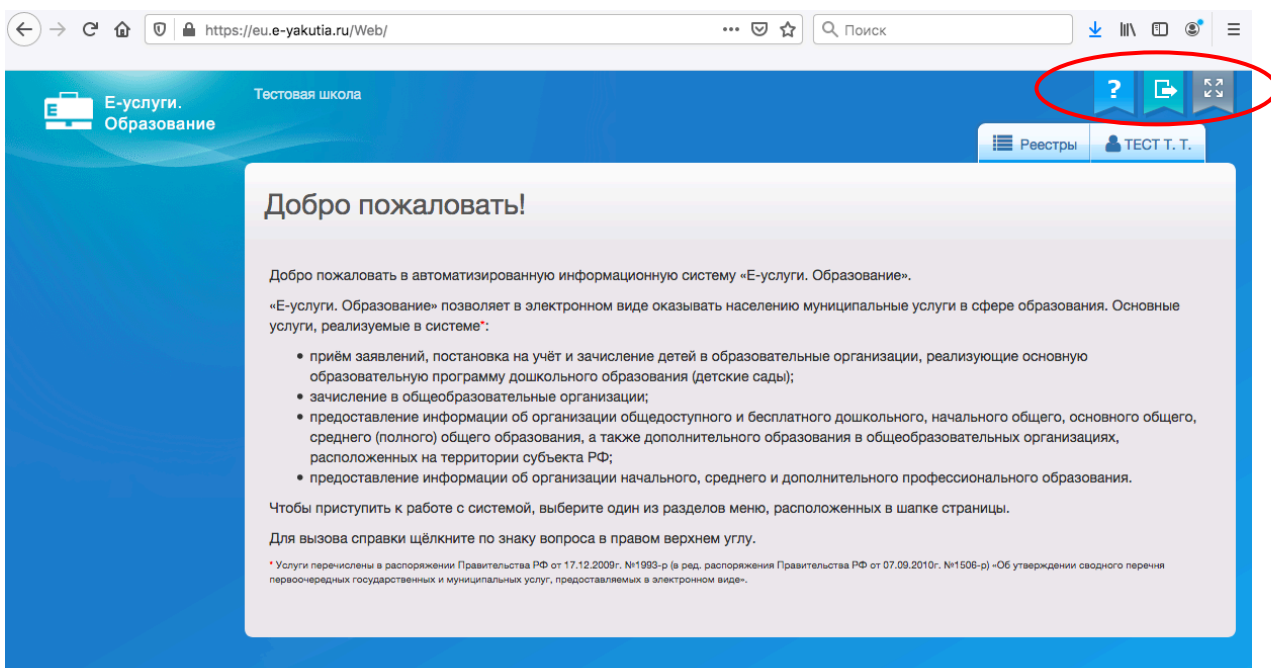 https://eu.e-yakutia.ru/Web/
Поиск
Е-услуги.
Образование
Тестовая школа
?
Реестры
ТЕСТ Т. Т.
Добро пожаловать!
Добро пожаловать в автоматизированную информационную систему «Е-услуги. Образование».
«Е-услуги. Образование» позволяет в электронном виде оказывать населению муниципальные услуги в сфере образования. Основные
услуги, реализуемые в системе*:
• приём заявлений, постановка на учёт и зачисление детей в образовательные организации, реализующие основную
образовательную программу дошкольного образования (детские сады);
• зачисление в общеобразовательные организации;
• предоставление информации об организации общедоступного и бесплатного дошкольного, начального общего, основного общего,
среднего (полного) общего образования, а также дополнительного образования в общеобразовательных организациях,
расположенных на территории субъекта РФ;
• предоставление информации об организации начального, среднего и дополнительного профессионального образования.
Чтобы приступить к работе с системой, выберите один из разделов меню, расположенных в шапке страницы.
Для вызова справки щёлкните по знаку вопроса в правом верхнем углу.
* Услуги перечислены в распоряжении Правительства РФ от 17.12.2009г. №1993-р (в ред. распоряжения Правительства РФ от 07.09.2010г. №1506-р) «Об утверждении сводного перечня
первоочередных государственных и муниципальных услуг, предоставляемых в электронном виде».